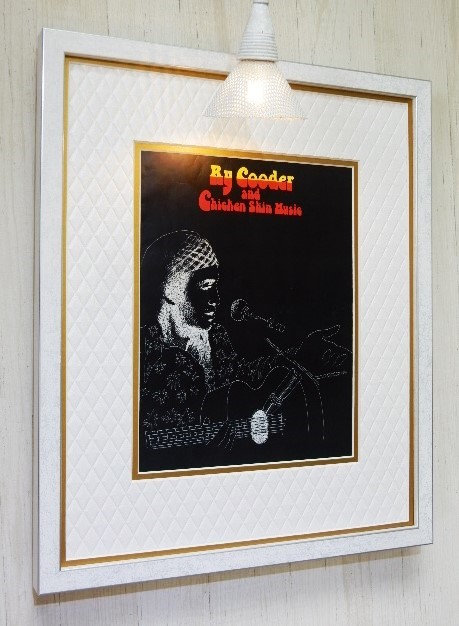 Ry Cooder
and
Chicken Skin Music